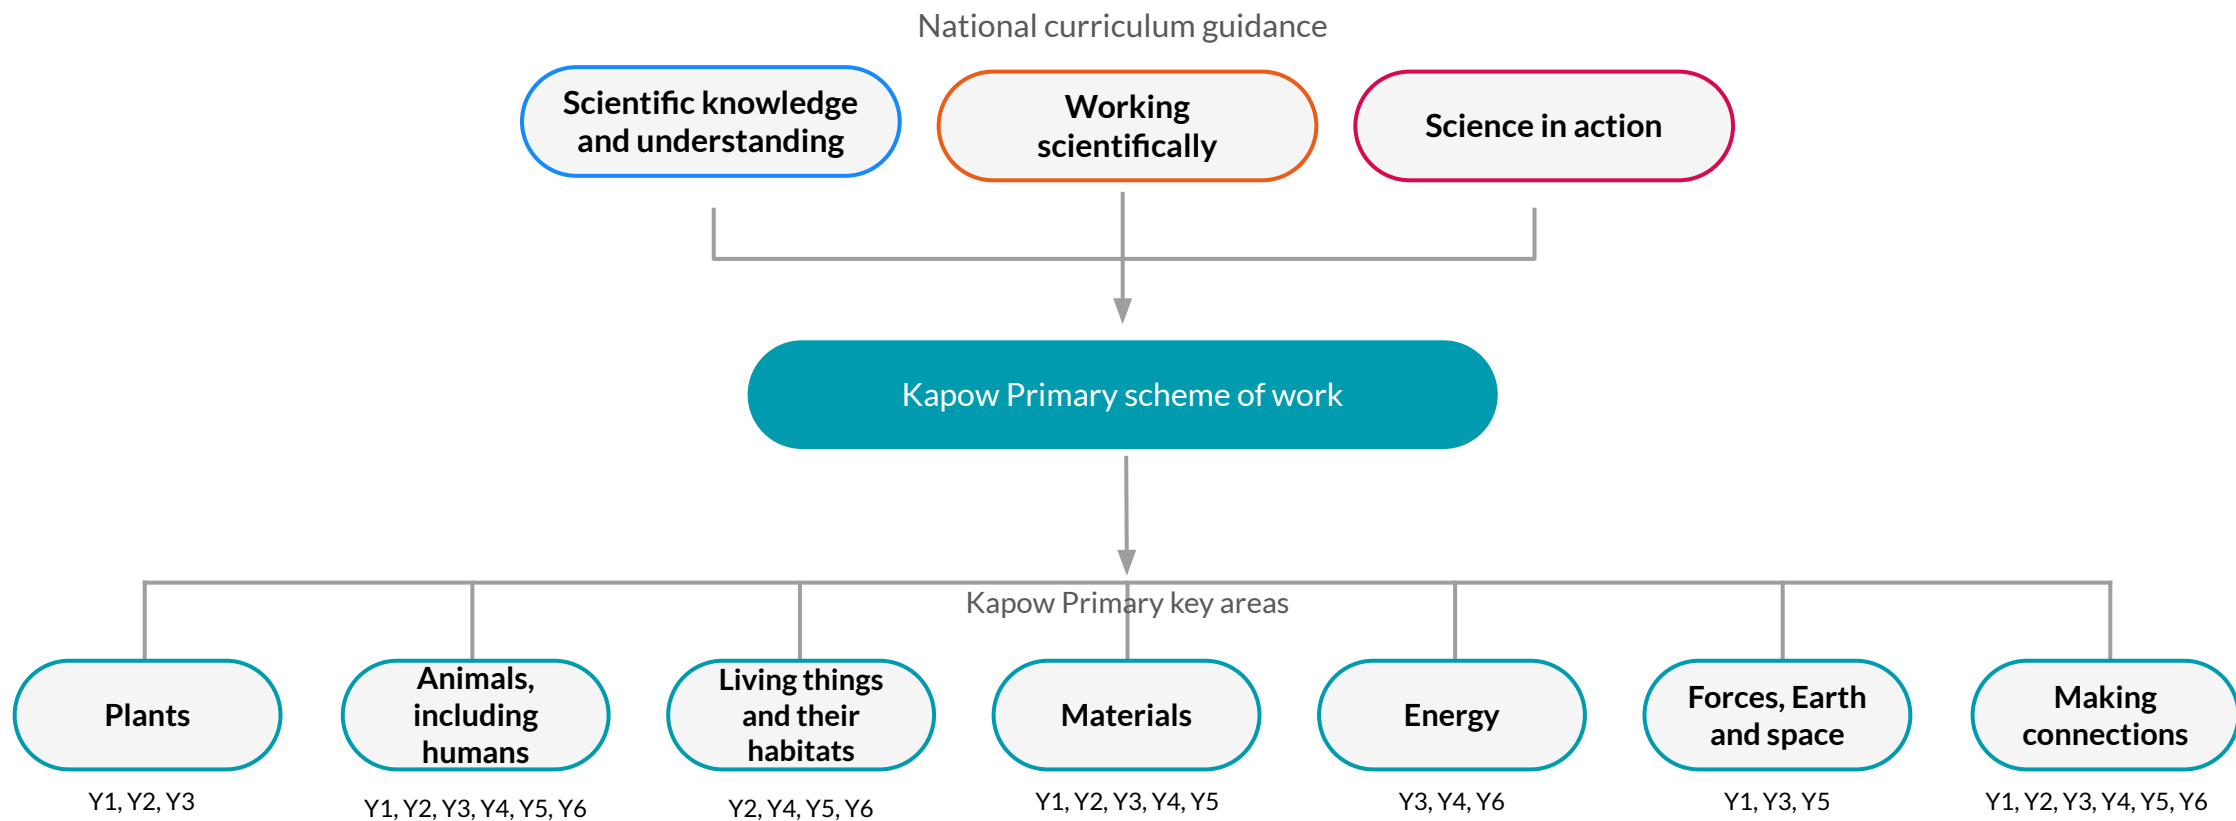 National curriculum guidance
Scientific knowledge
and understanding
Working
scientifically
Science in action
Kapow Primary scheme of work
Kapow Primary key areas
Plants
Y1, Y2, Y3
Animals,
including
humans
Y1, Y2, Y3, Y4, Y5, Y6
Living things
and their
habitats
Y2, Y4, Y5, Y6
Materials
Y1, Y2, Y3, Y4, Y5
Energy
Y3, Y4, Y6
Forces, Earth
and space
Y1, Y3, Y5
Making
connections
Y1, Y2, Y3, Y4, Y5, Y6